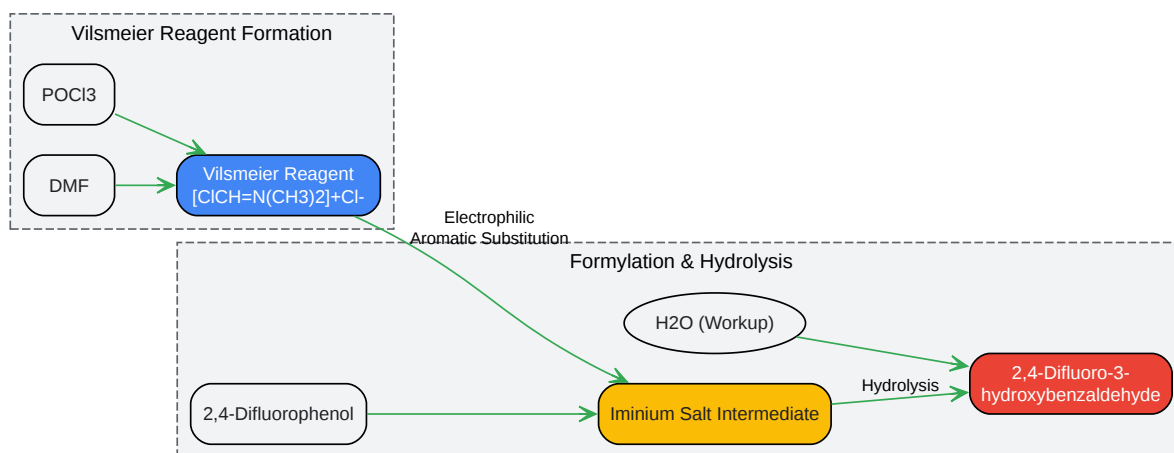 Vilsmeier Reagent Formation
POCl3
DMF
Vilsmeier Reagent
[ClCH=N(CH3)2]+Cl-
Electrophilic
Aromatic Substitution
Formylation & Hydrolysis
H2O (Workup)
2,4-Difluorophenol
Iminium Salt Intermediate
Hydrolysis
2,4-Difluoro-3-
hydroxybenzaldehyde